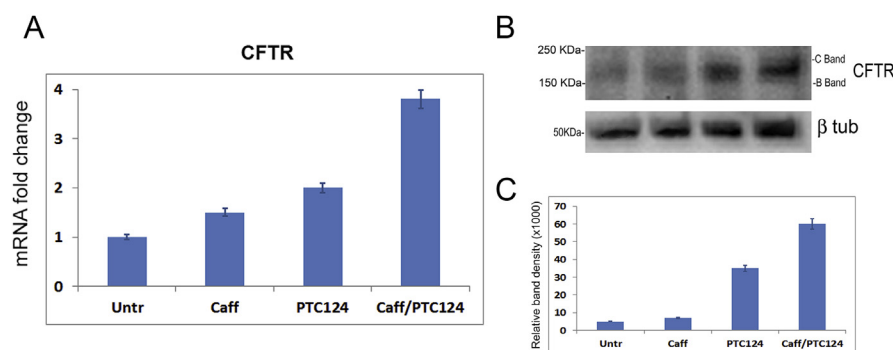 A
CFTR
mRNA fold change
4
3
2
1
0
Untr Caff PTC124 Caff/PTC124
B
250 KDa-
150 KDa-
-C Band
-B Band
CFTR
50KDa-
β tub
C
Relative band density (x1000)
70
60
50
40
30
20
10
0
Untr Caff PTC124 Caff/PTC124